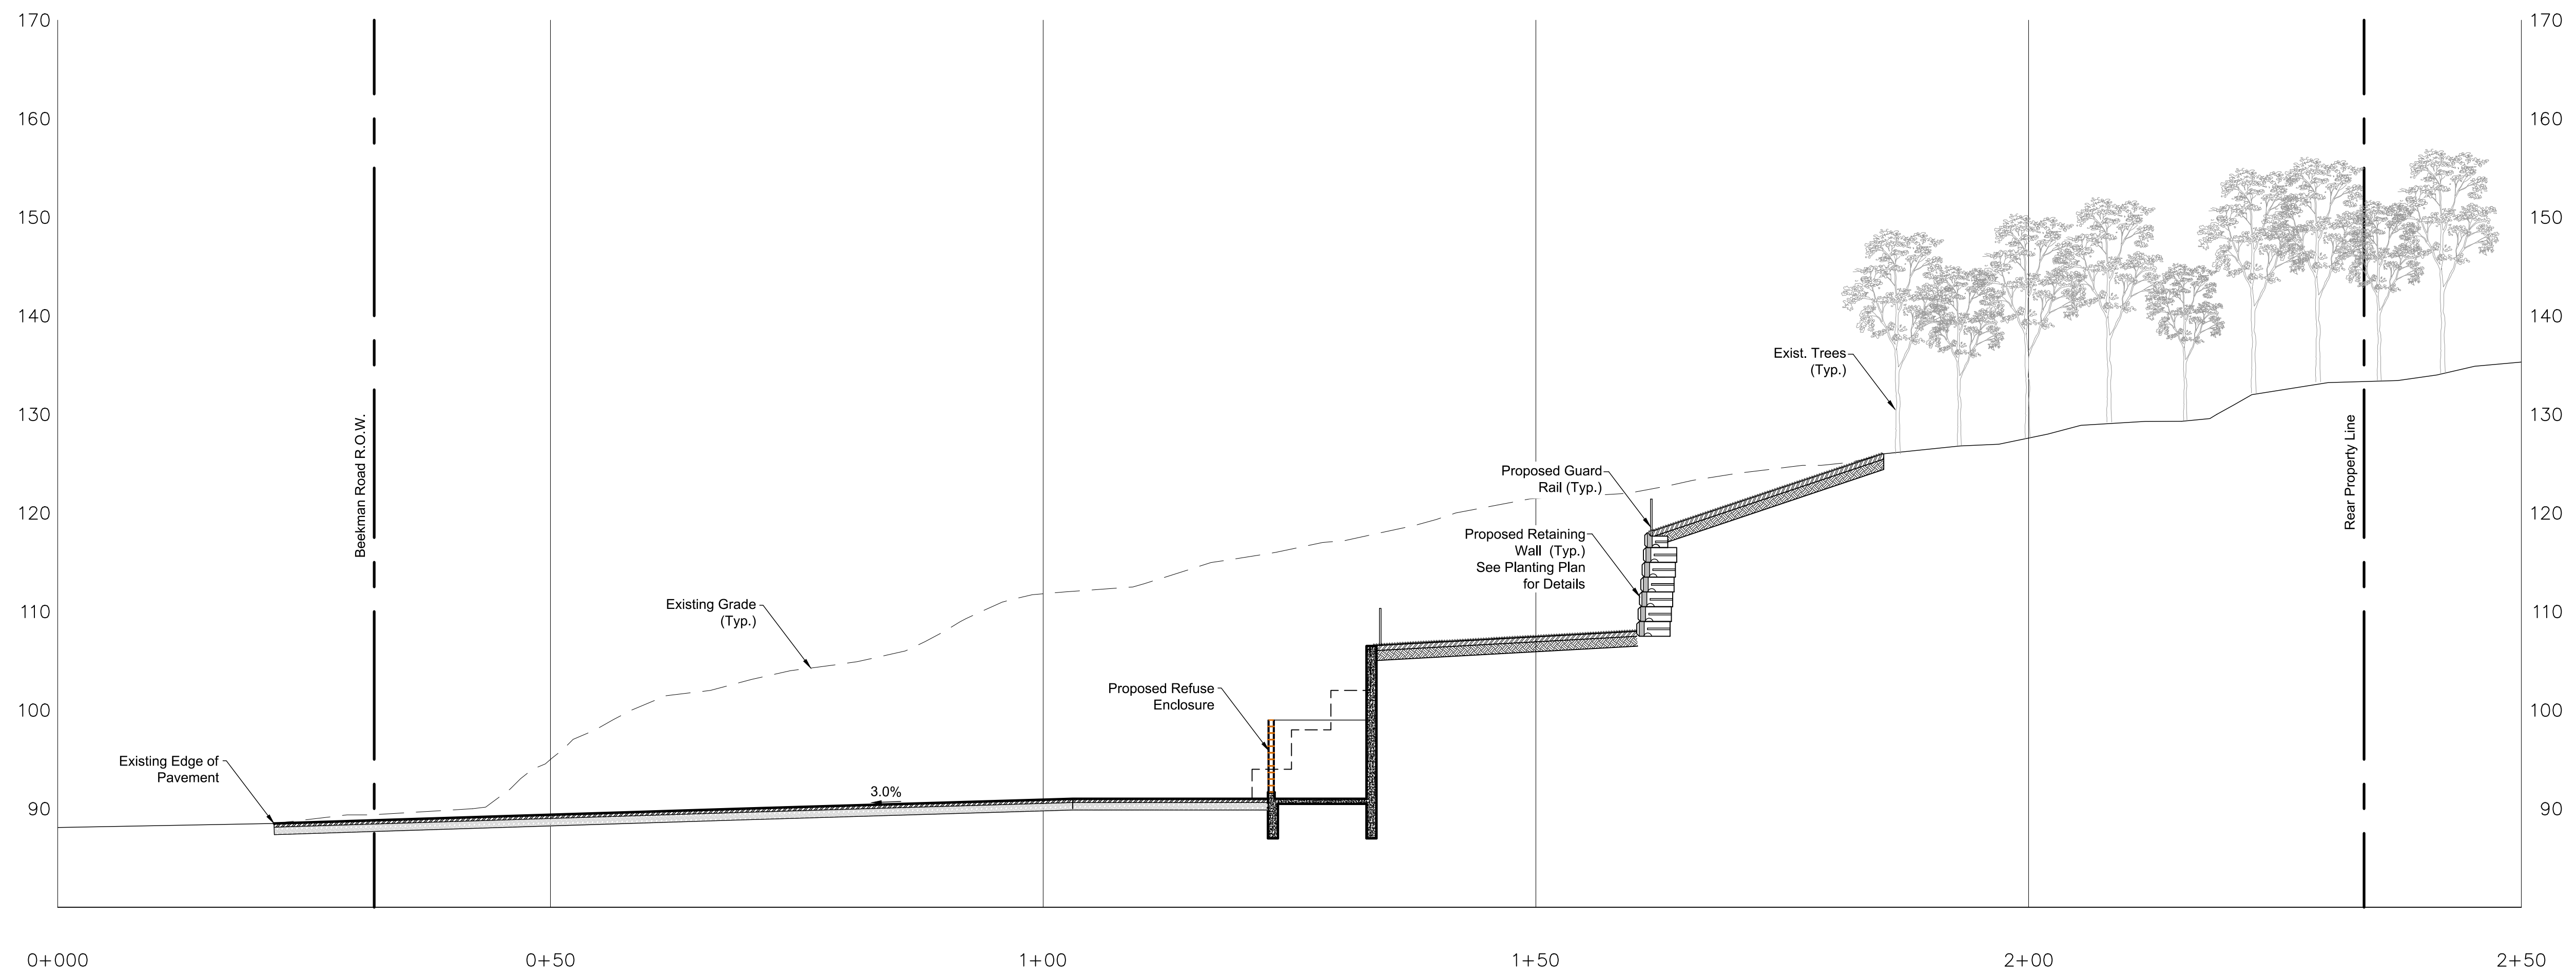 170
160
150
140
130
120
110
100
90
170
160
150
140
130
120
110
100
90
Beekman Road R.O.W.
Rear Property Line
Exist. Trees
(Typ.)
Proposed Guard
Rail (Typ.)
Proposed Retaining
Wall (Typ.)
See Planting Plan
for Details
Existing Grade
(Typ.)
Proposed Refuse
Enclosure
Existing Edge of
Pavement
3.0%
0+000
0+50
1+00
1+50
2+00
2+50